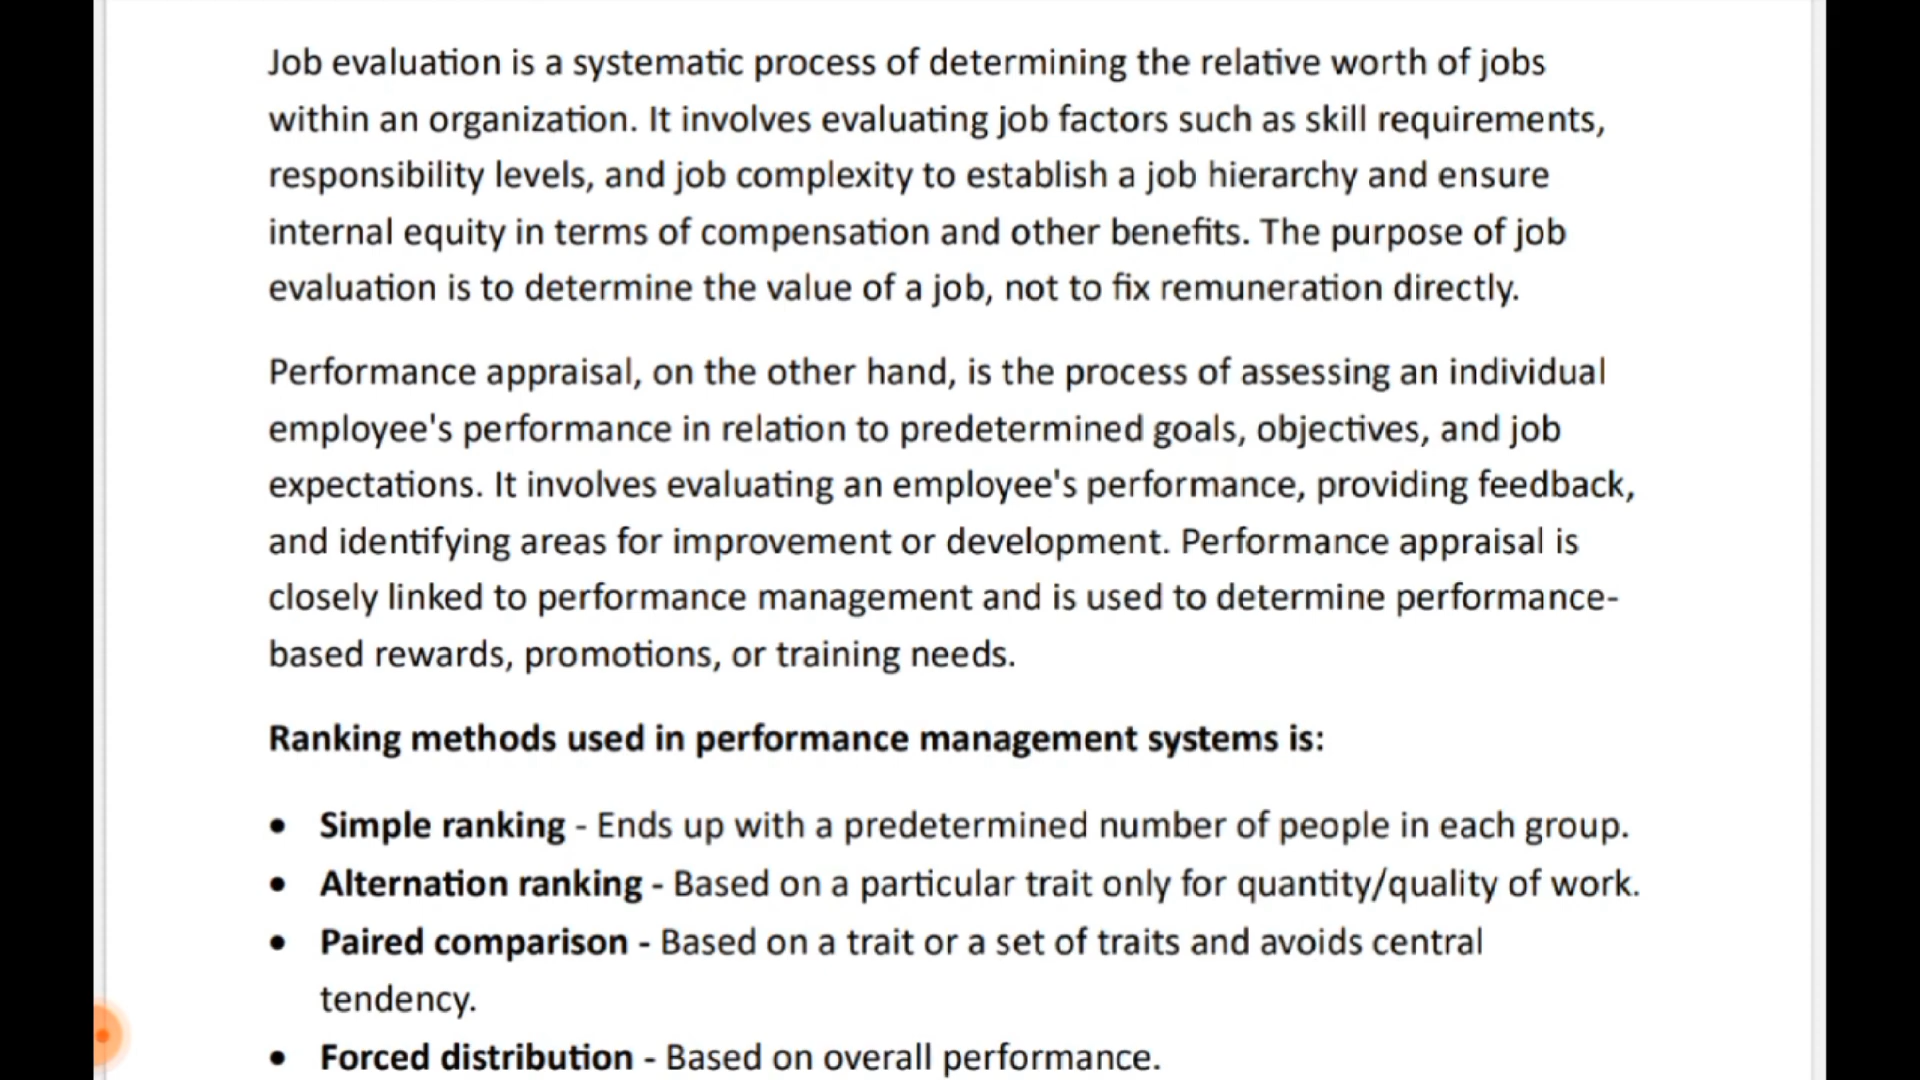 Job evaluation is a systematic process of determining the relative worth of jobs
within an organization. It involves evaluating job factors such as skill requirements,
responsibility levels, and job complexity to establish a job hierarchy and ensure
internal equity in terms of compensation and other benefits. The purpose of job
evaluation is to determine the value of a job, not to fix remuneration directly.
Performance appraisal, on the other hand, is the process of assessing an individual
employee's performance in relation to predetermined goals, objectives, and job
expectations. It involves evaluating an employee's performance, providing feedback,
and identifying areas for improvement or development. Performance appraisal is
closely linked to performance management and is used to determine performance-
based rewards, promotions, or training needs.
Ranking methods used in performance management systems is:
• Simple ranking - Ends up with a predetermined number of people in each group.
• Alternation ranking - Based on a particular trait only for quantity/quality of work.
• Paired comparison - Based on a trait or a set of traits and avoids central
tendency.
• Forced distribution - Based on overall performance.